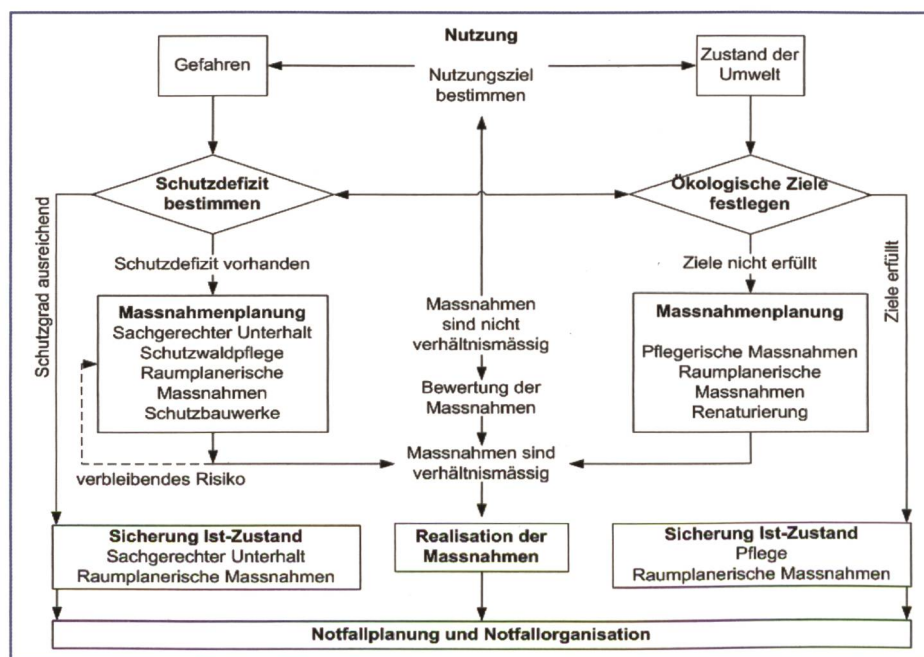 Nutzung
Gefahren
Nutzungsziel
bestimmen
Zustand der
Umwelt
Schutzdefizit
bestimmen
Ökologische Ziele
festlegen
Schutzgrad ausreichend
Schutzdefizit vorhanden
Ziele nicht erfüllt
Ziele erfüllt
Massnahmenplanung
Sachgerechter Unterhalt
Schutzwaldpflege
Raumplanerische
Massnahmen
Schutzbauwerke
Massnahmen
sind nicht
verhältnismässig
Bewertung der
Massnahmen
Massnahmen sind
verhältnismässig
Massnahmenplanung
Pflegerische Massnahmen
Raumplanerische
Massnahmen
Renaturierung
verbleibendes Risiko
Sicherung Ist-Zustand
Sachgerechter Unterhalt
Raumplanerische Massnahmen
Realisation der
Massnahmen
Sicherung Ist-Zustand
Pflege
Raumplanerische Massnahmen
Notfallplanung und Notfallorganisation